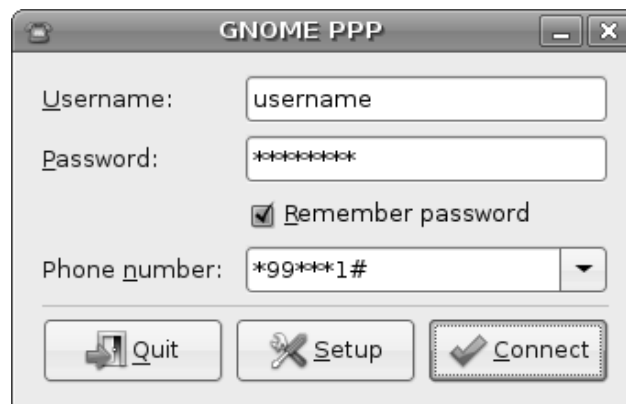 GNOME PPP
Username: username
Password: ********
Remember password
Phone number: *99***1#
Quit Setup Connect